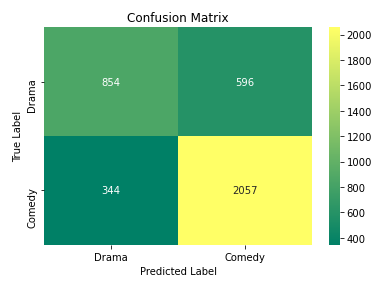 Confusion Matrix
True Label
Drama
854
596
Comedy
344
2057
Drama
Comedy
Predicted Label
2000
1800
1600
1400
1200
1000
800
600
400